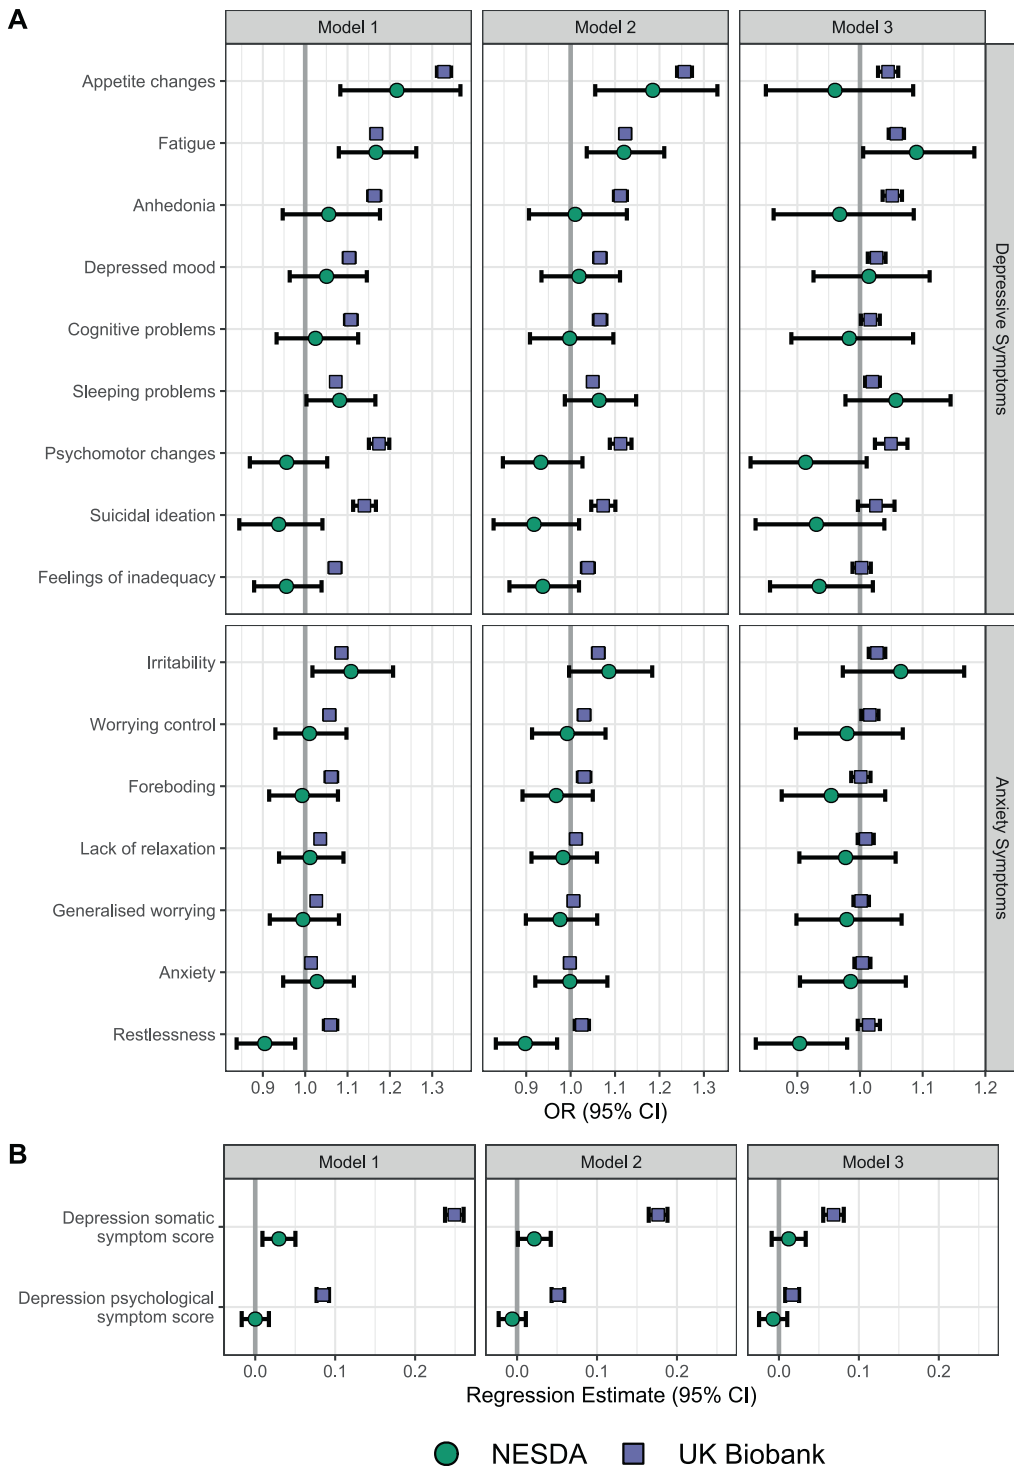 A
Model 1
Model 2
Model 3
Appetite changes
Fatigue
Anhedonia
Depressed mood
Cognitive problems
Sleeping problems
Psychomotor changes
Suicidal ideation
Feelings of inadequacy
Depressive Symptoms
Irritability
Worrying control
Foreboding
Lack of relaxation
Generalised worrying
Anxiety
Restlessness
Anxiety Symptoms
0.9 1.0 1.1 1.2 1.3
0.9 1.0 1.1 1.2 1.3
0.9 1.0 1.1 1.2
OR (95% CI)
B
Model 1
Model 2
Model 3
Depression somatic
symptom score
Depression psychological
symptom score
0.0 0.1 0.2
0.0 0.1 0.2
0.0 0.1 0.2
Regression Estimate (95% CI)
NESDA
UK Biobank